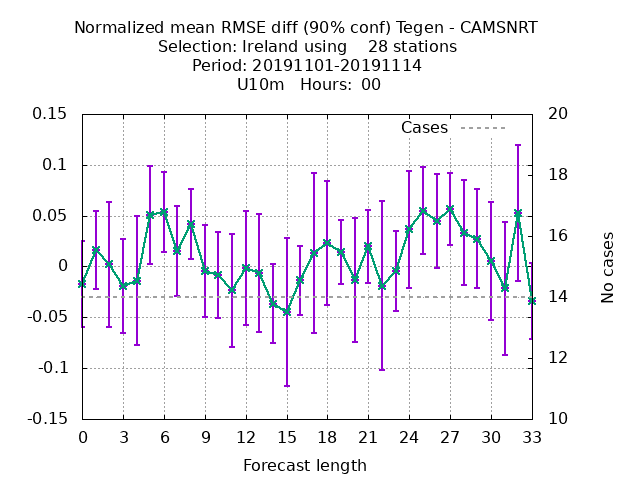 Normalized mean RMSE diff (90% conf) Tegen - CAMSNRT
Selection: Ireland using    28 stations
Period: 20191101-20191114
U10m   Hours:  00
Cases
0.15
0.1
0.05
0
-0.05
-0.1
-0.15
20
18
16
14
12
10
No cases
0 3 6 9 12 15 18 21 24 27 30 33
Forecast length